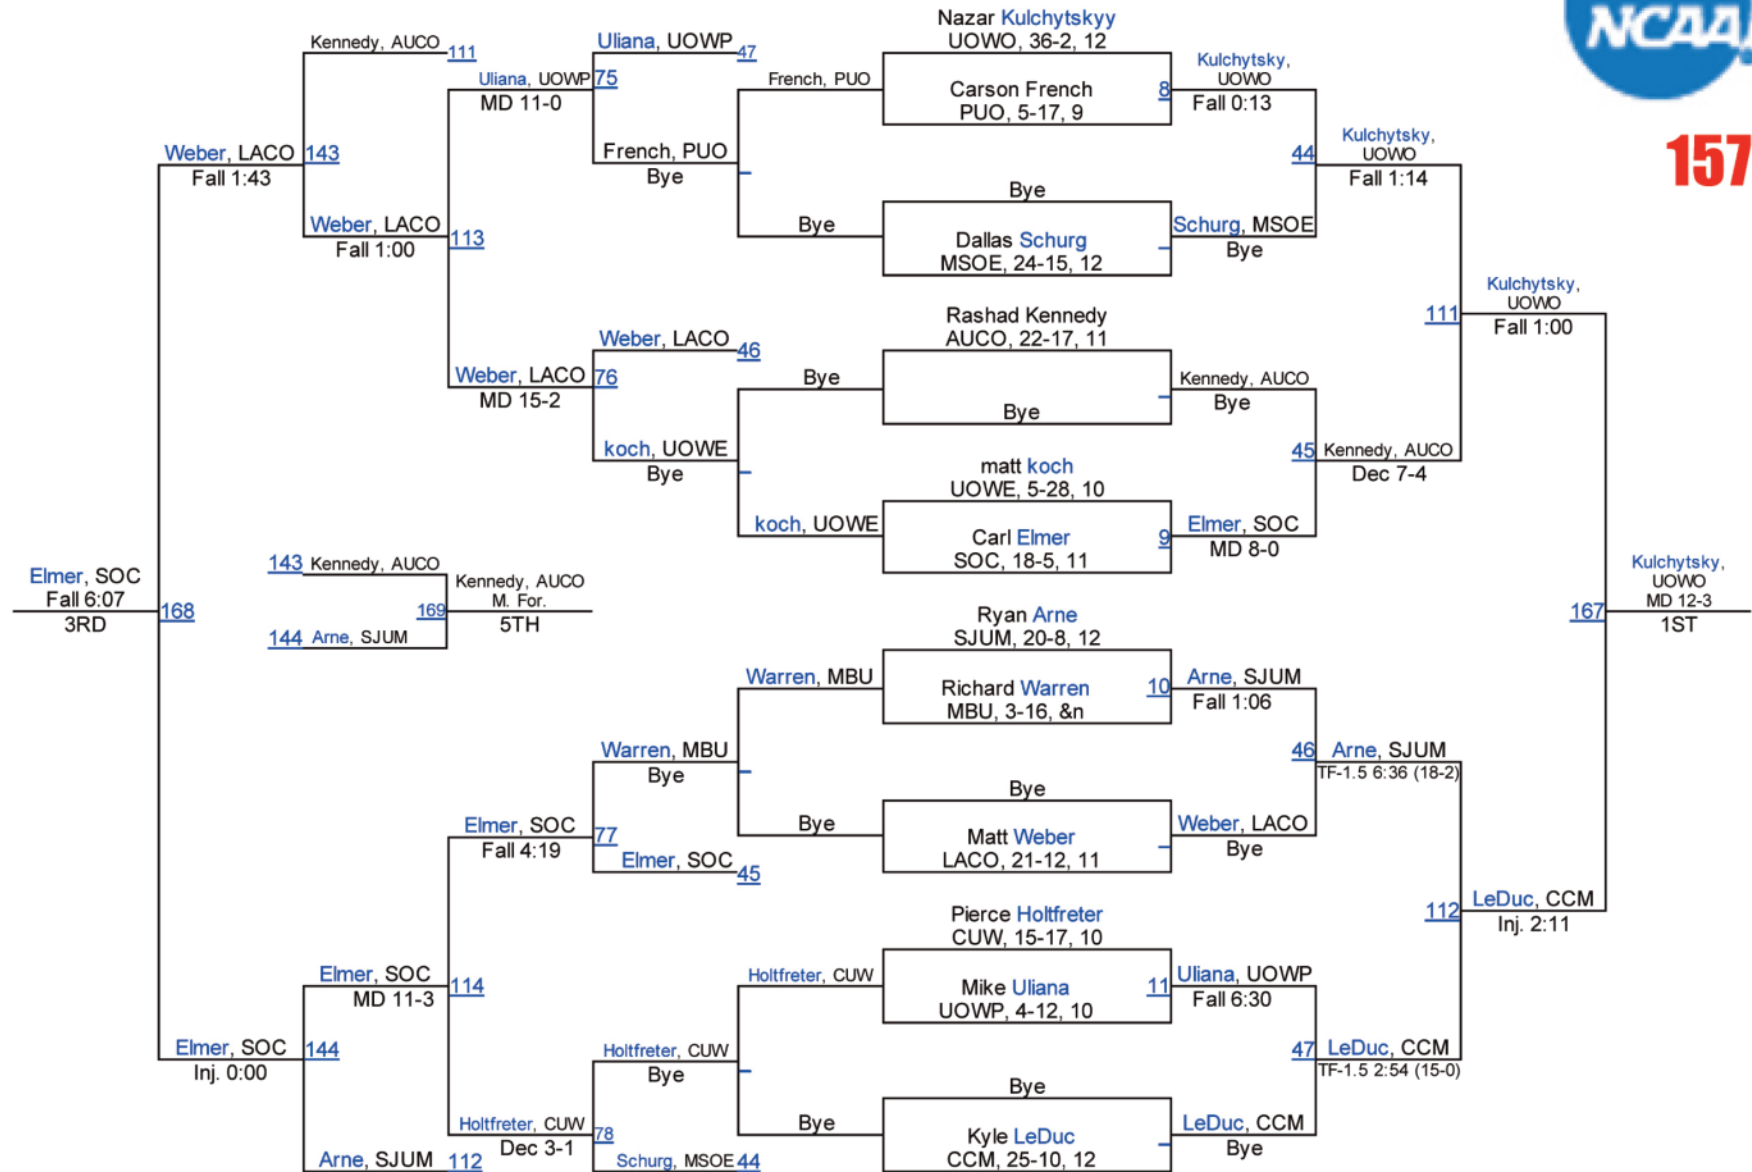 NCAA
157
Nazar Kulchytskyy
UOWO, 36-2, 12
Carson French
PUO, 5-17, 9
8
Kulchytsky,
UOWO
Fall 0:13
Bye
Dallas Schurg
MSOE, 24-15, 12
Schurg, MSOE
Bye
44
Kulchytsky,
UOWO
Fall 1:14
Rashad Kennedy
AUCO, 22-17, 11
Bye
Kennedy, AUCO
Bye
matt koch
UOWE, 5-28, 10
Carl Elmer
SOC, 18-5, 11
9
Elmer, SOC
MD 8-0
45
Kennedy, AUCO
Dec 7-4
111
Kulchytsky,
UOWO
Fall 1:00
Ryan Arne
SJUM, 20-8, 12
Richard Warren
MBU, 3-16, &n
10
Arne, SJUM
Fall 1:06
Bye
Matt Weber
LACO, 21-12, 11
Weber, LACO
Bye
46
Arne, SJUM
TF-1.5 6:36 (18-2)
Pierce Holtfreter
CUW, 15-17, 10
Mike Uliana
UOWP, 4-12, 10
11
Uliana, UOWP
Fall 6:30
Bye
Kyle LeDuc
CCM, 25-10, 12
LeDuc, CCM
Bye
47
LeDuc, CCM
TF-1.5 2:54 (15-0)
112
LeDuc, CCM
Inj. 2:11
167
Kulchytsky,
UOWO
MD 12-3
1ST
French, PUO
Bye
French, PUO
Bye
Uliana, UOWP
47
Uliana, UOWP
75
MD 11-0
Bye
koch, UOWE
koch, UOWE
Bye
Weber, LACO
46
Weber, LACO
76
MD 15-2
Weber, LACO
Fall 1:00
113
Kennedy, AUCO
111
Weber, LACO
143
Fall 1:43
Warren, MBU
Bye
Warren, MBU
Bye
Elmer, SOC
45
Elmer, SOC
77
Fall 4:19
Holtfreter, CUW
Bye
Holtfreter, CUW
Bye
Schurg, MSOE
44
Holtfreter, CUW
78
Dec 3-1
Elmer, SOC
MD 11-3
114
Arne, SJUM
112
Elmer, SOC
144
Inj. 0:00
Elmer, SOC
Fall 6:07
168
3RD
143
Kennedy, AUCO
144
Arne, SJUM
169
Kennedy, AUCO
M. For.
5TH